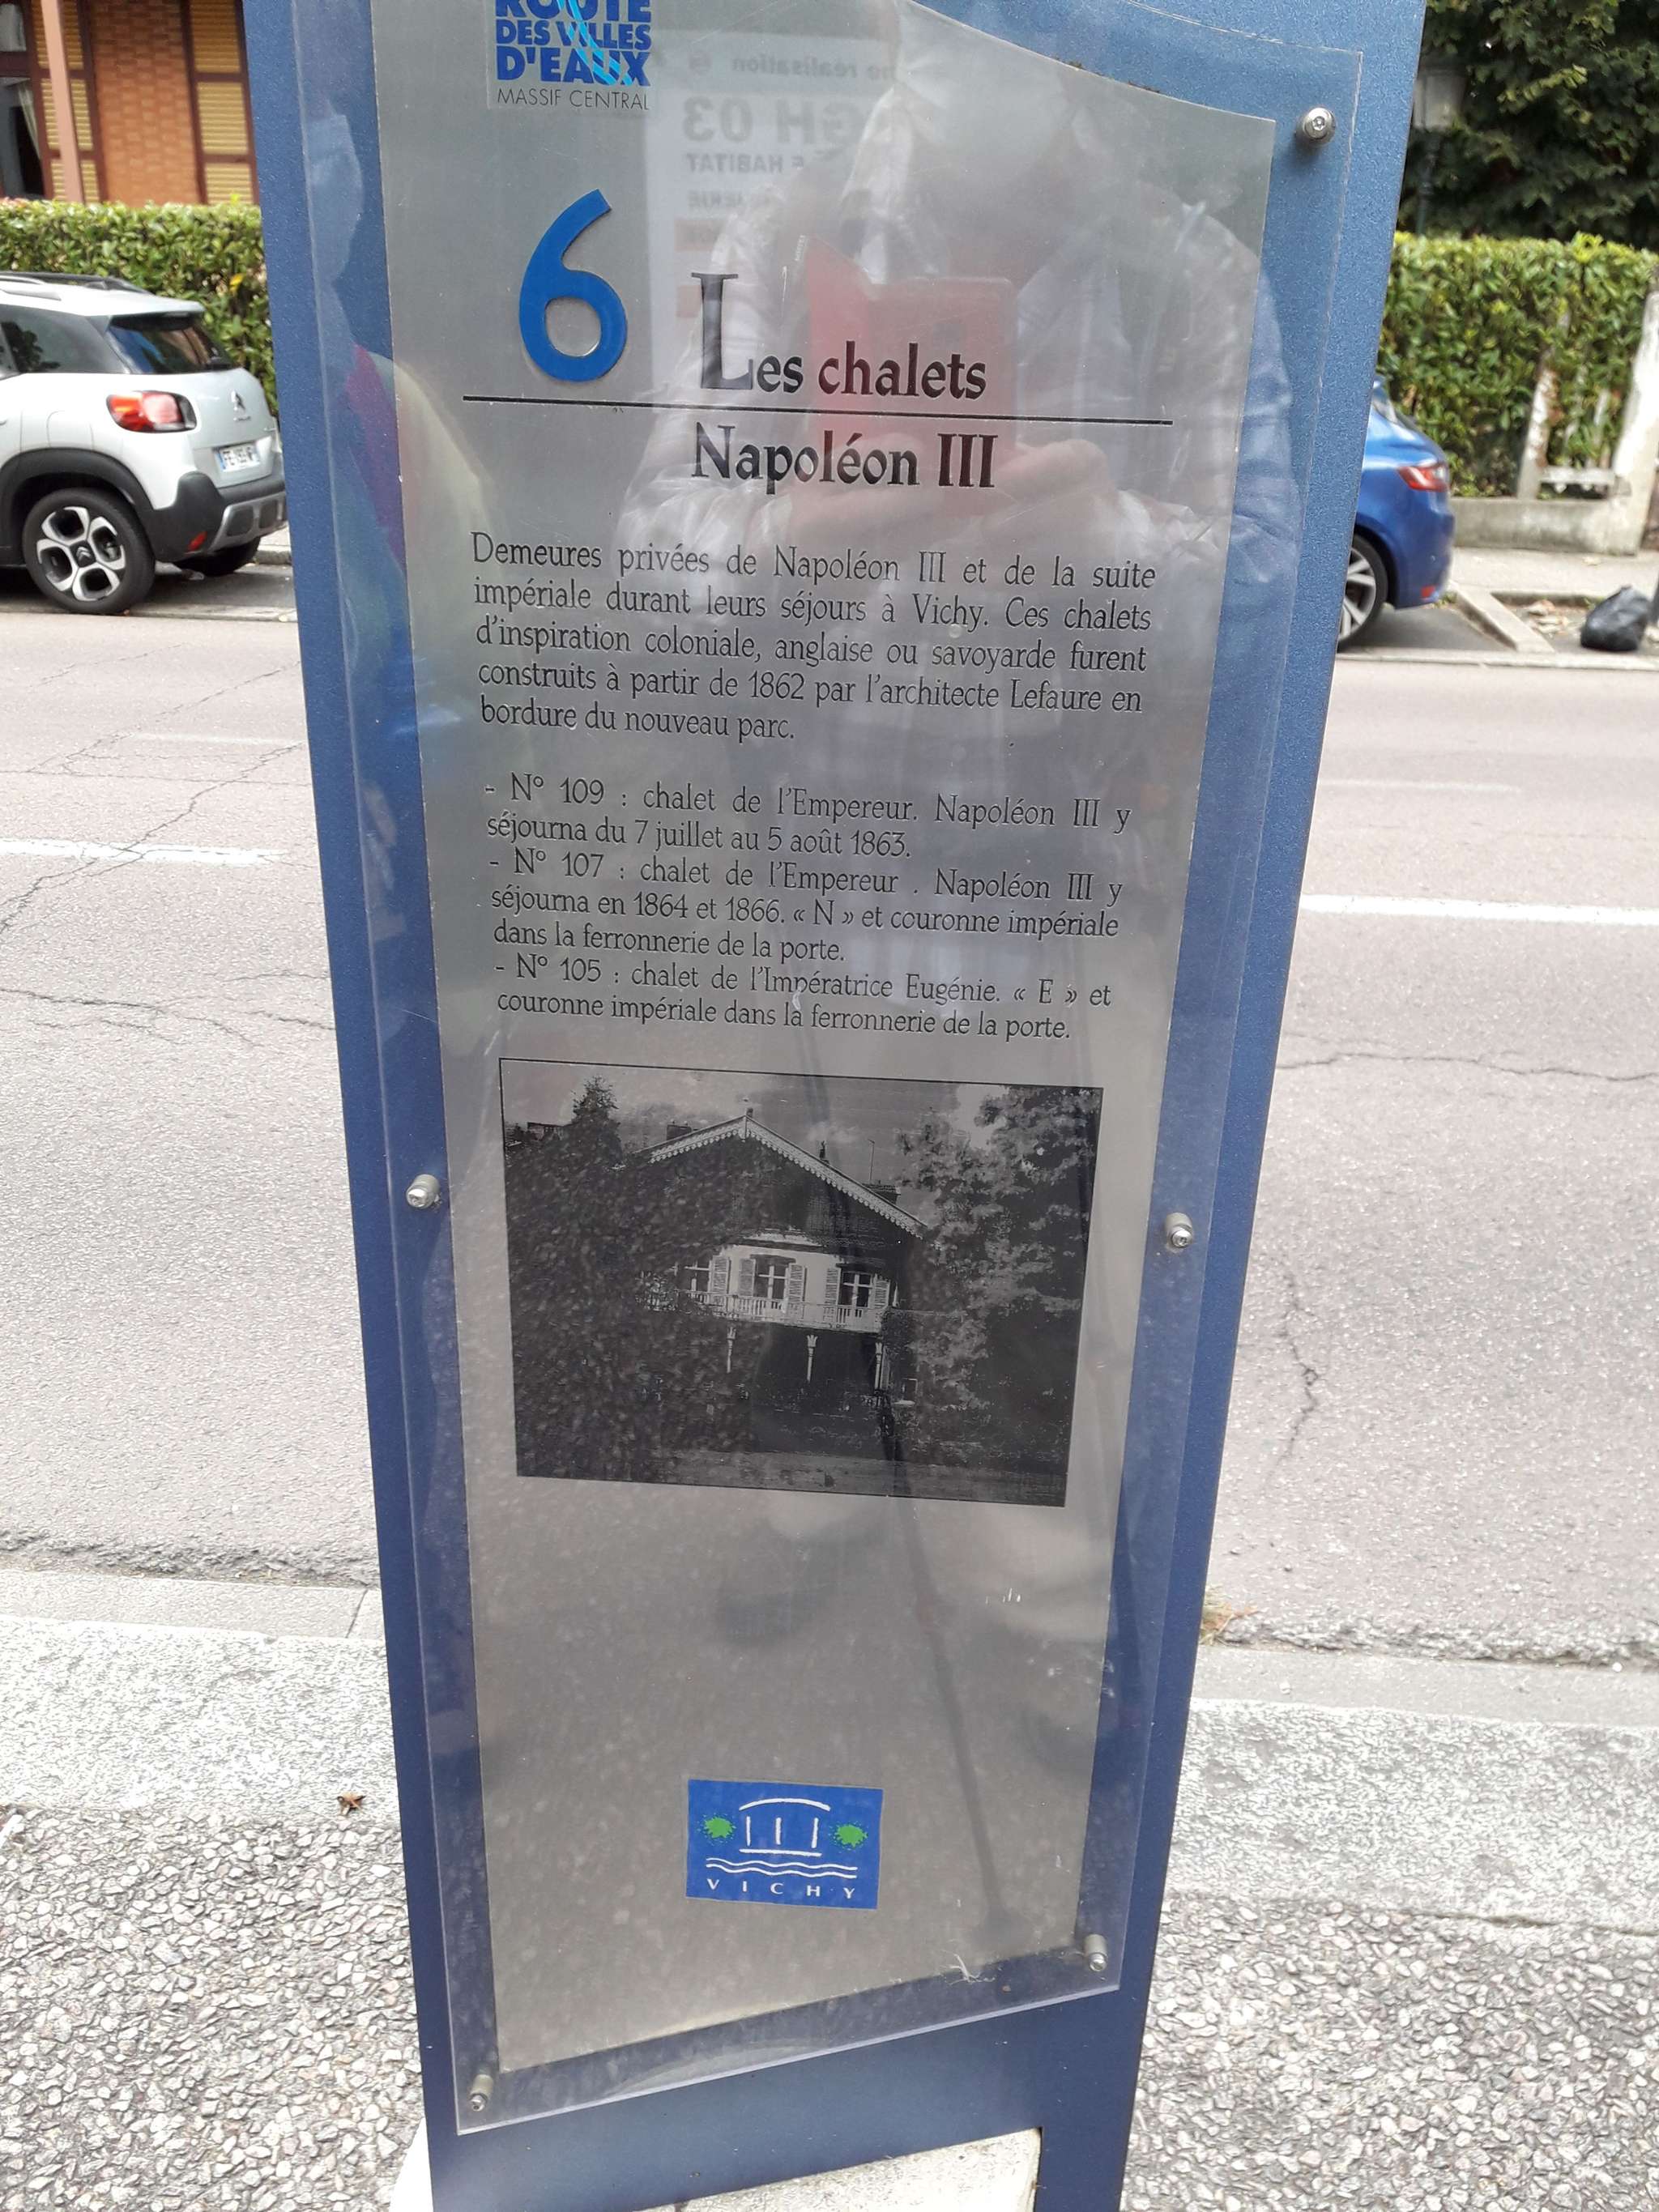 ROUTE
DES VILLES
D'EAUX
MASSIF CENTRAL
6 Les chalets
Napoléon III
Demeures privées de Napoléon III et de la suite
impériale durant leurs séjours à Vichy. Ces chalets
d'inspiration coloniale, anglaise ou savoyarde furent
construits à partir de 1862 par l'architecte Lefaure en
bordure du nouveau parc.
- N° 109 : chalet de l'Empereur. Napoléon III y
séjourna du 7 juillet au 5 août 1863.
- N° 107 : chalet de l'Empereur . Napoléon III y
séjourna en 1864 et 1866. « N » et couronne impériale
dans la ferronnerie de la porte.
- N° 105 : chalet de l'Impératrice Eugénie. « E » et
couronne impériale dans la ferronnerie de la porte.
VICHY